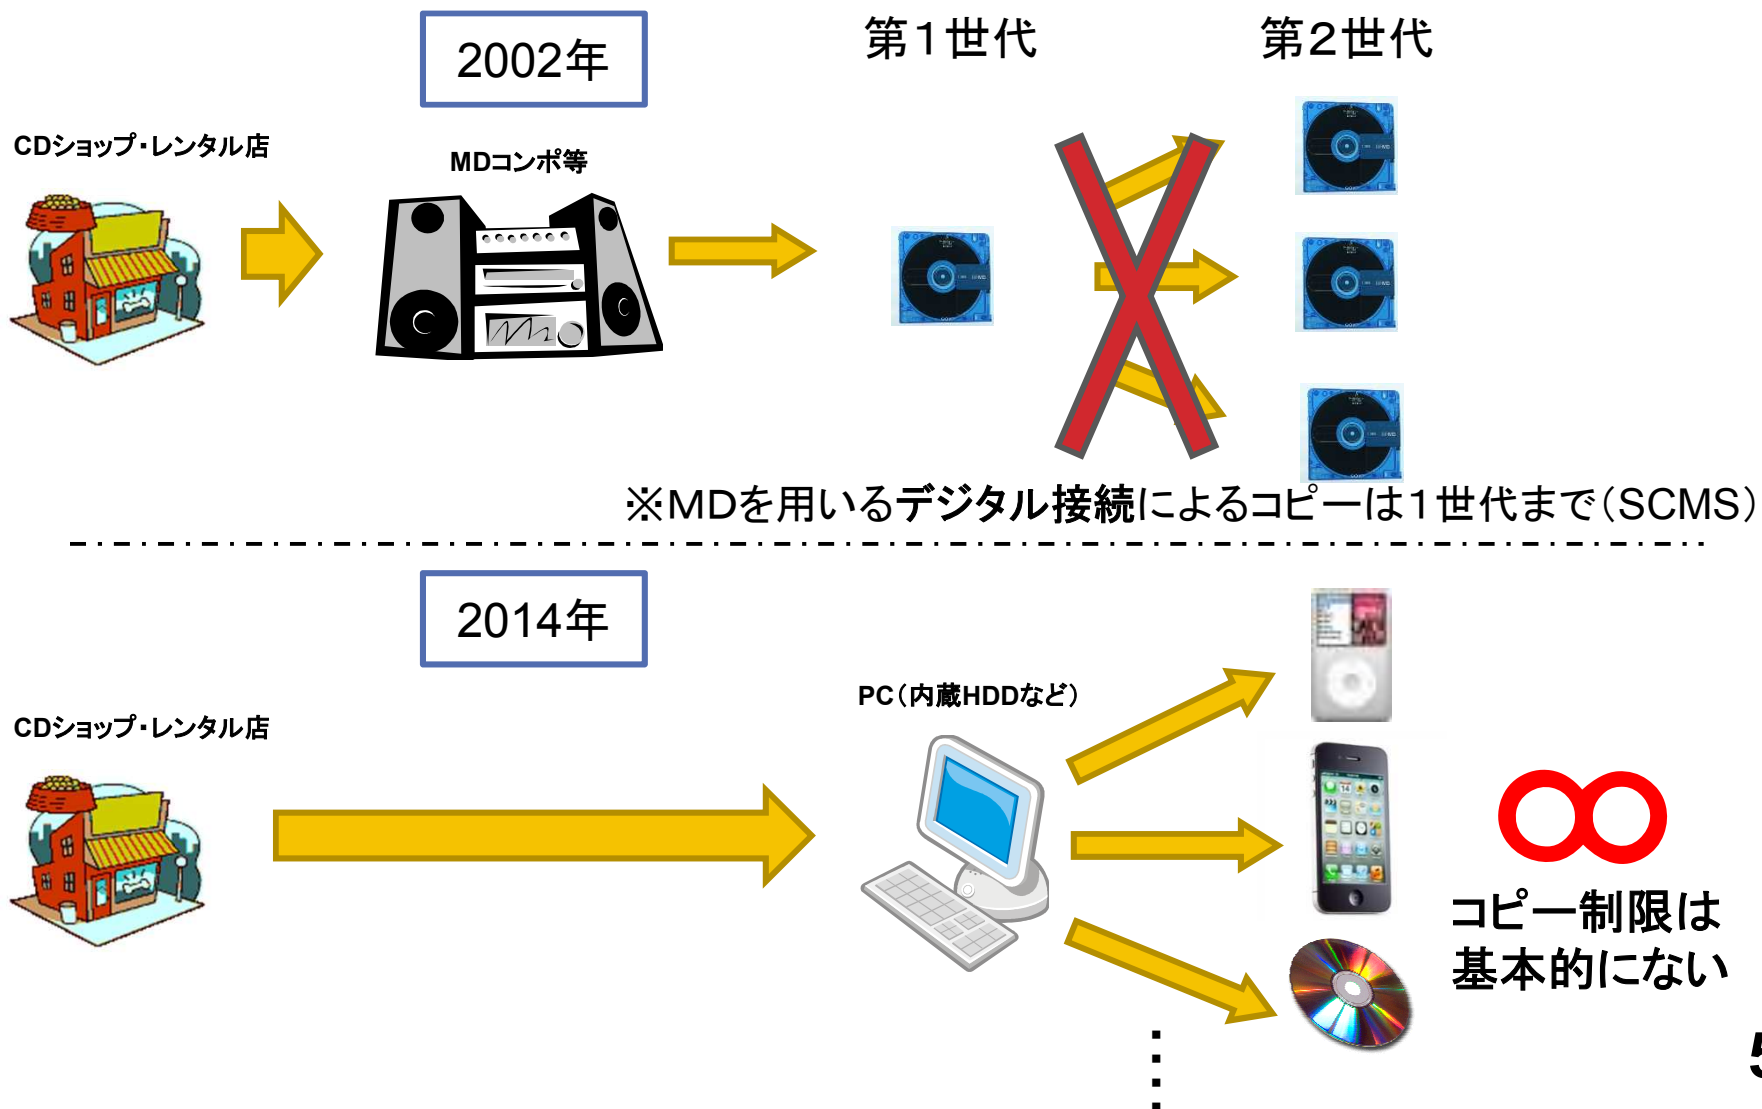 2002年
第１世代
第２世代
CDショップ・レンタル店
MDコンポ等
※MDを用いるデジタル接続によるコピーは１世代まで（SCMS）
2014年
PC（内蔵HDDなど）
CDショップ・レンタル店
∞
コピー制限は
基本的にない
5